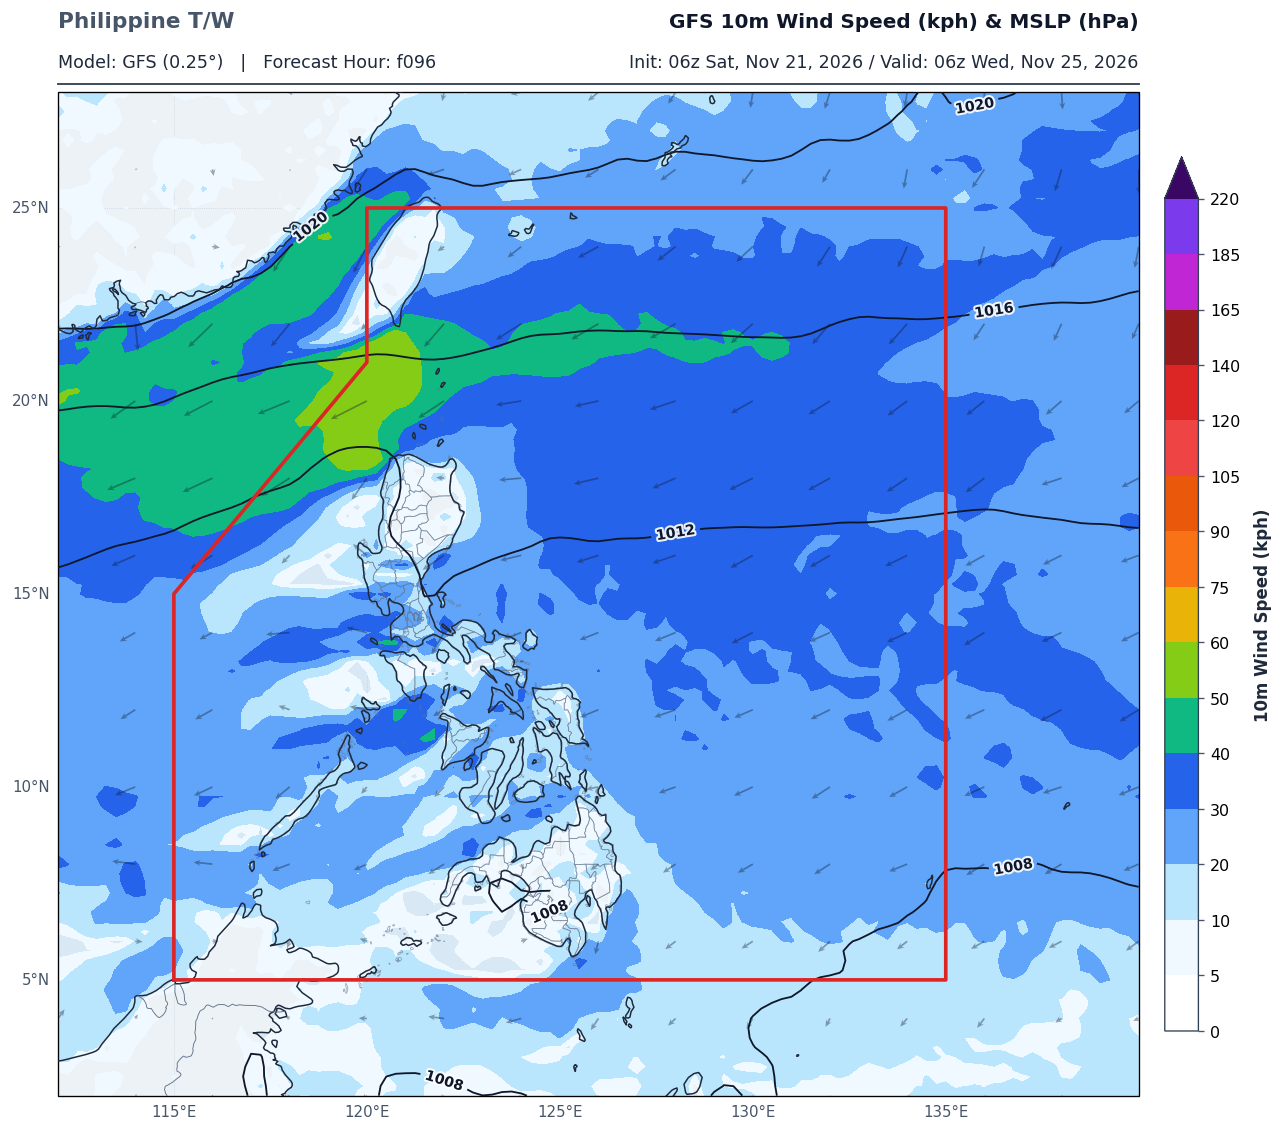 Philippine T/W
GFS 10m Wind Speed (kph) & MSLP (hPa)
Model: GFS (0.25°)   |   Forecast Hour: f096
Init: 06z Sat, Nov 21, 2026 / Valid: 06z Wed, Nov 25, 2026
1020
1020
1016
1012
1008
1008
1008
25°N
20°N
15°N
10°N
5°N
115°E
120°E
125°E
130°E
135°E
220
185
165
140
120
105
90
75
60
50
40
30
20
10
5
0
10m Wind Speed (kph)